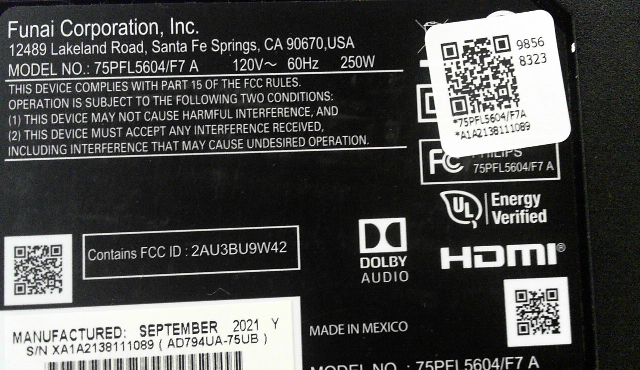 Funai Corporation, Inc.
12489 Lakeland Road, Santa Fe Springs, CA 90670,USA
MODEL NO.: 75PFL5604/F7 A 120V~ 60Hz 250W
THIS DEVICE COMPLIES WITH PART 15 OF THE FCC RULES.
OPERATION IS SUBJECT TO THE FOLLOWING TWO CONDITIONS:
(1) THIS DEVICE MAY NOT CAUSE HARMFUL INTERFERENCE, AND
(2) THIS DEVICE MUST ACCEPT ANY INTERFERENCE RECEIVED,
INCLUDING INTERFERENCE THAT MAY CAUSE UNDESIRED OPERATION.
9856
8323
*75PFL5604/F7A
*A1A2138111089
FC PHILIPS
75PFL5604/F7 A
UL Energy
Verified
Contains FCC ID : 2AU3BU9W42
DOLBY
AUDIO
HDMI®
MANUFACTURED: SEPTEMBER 2021 Y
S/N XA1A2138111089 ( AD794UA-75UB )
MADE IN MEXICO
MODEL NO. : 75PFL5604/F7 A